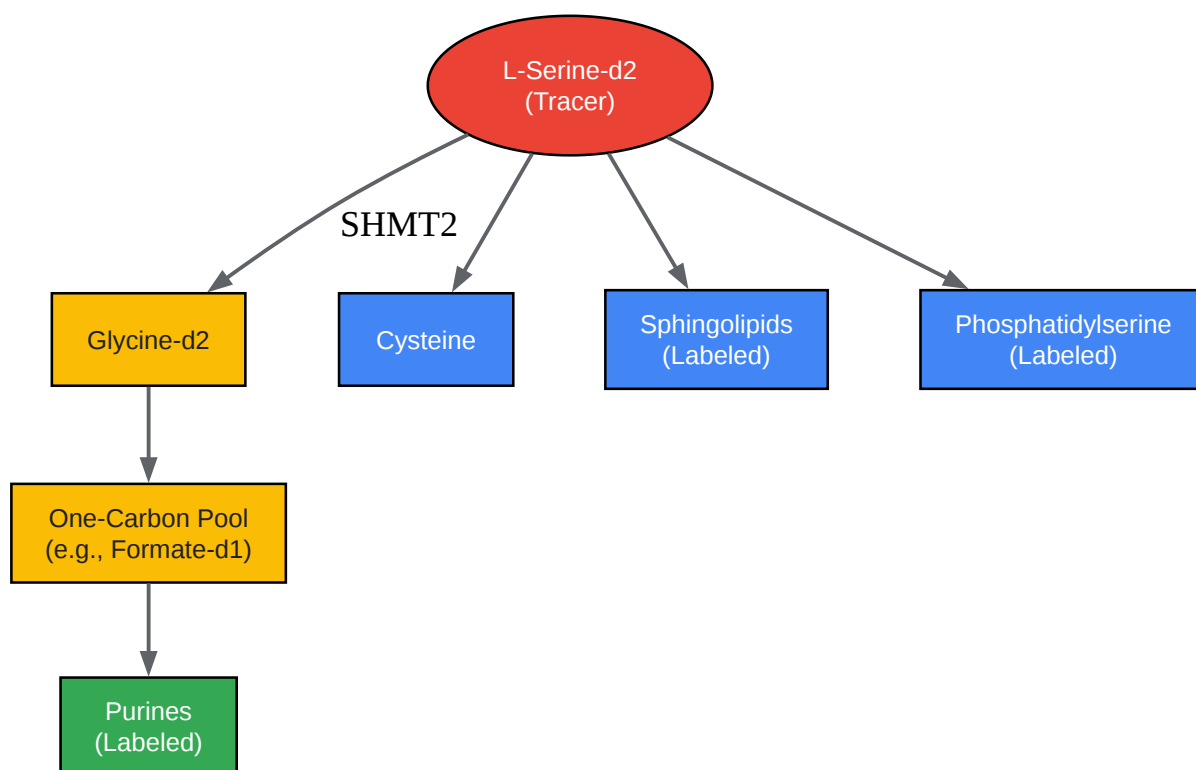 L-Serine-d2
(Tracer)
SHMT2
Glycine-d2
Cysteine
Sphingolipids
(Labeled)
Phosphatidylserine
(Labeled)
One-Carbon Pool
(e.g., Formate-d1)
Purines
(Labeled)